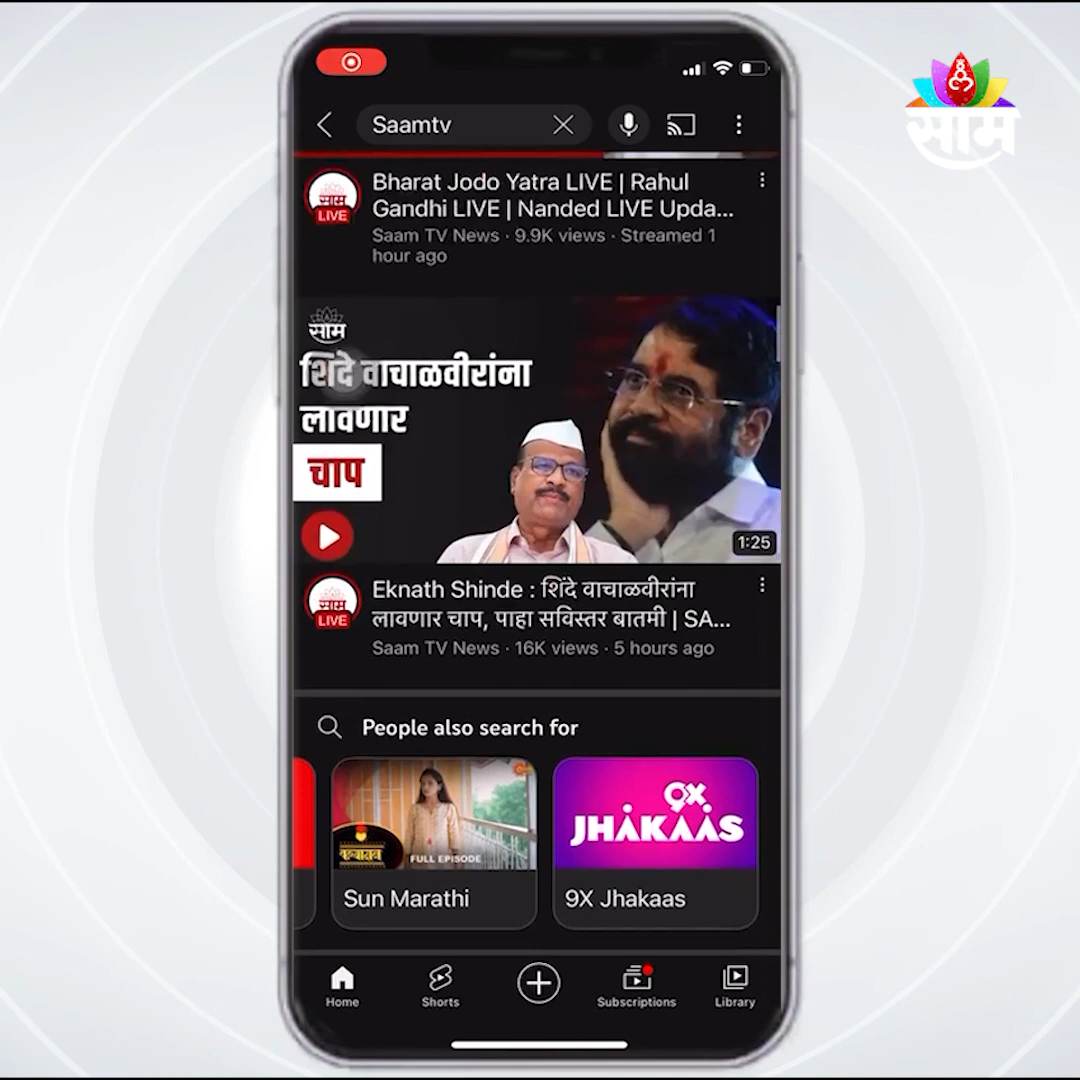 साम
Saamtv
Bharat Jodo Yatra LIVE | Rahul
Gandhi LIVE | Nanded LIVE Upda...
Saam TV News · 9.9K views · Streamed 1
hour ago
साम
LIVE
साम
शिंदे वाचाळवीरांना
लावणार
चाप
1:25
Eknath Shinde : शिंदे वाचाळवीरांना
लावणार चाप, पाहा सविस्तर बातमी | SA...
Saam TV News · 16K views · 5 hours ago
साम
LIVE
People also search for
FULL EPISODE
9X
JHAKAAS
Sun Marathi
9X Jhakaas
Home
Shorts
Subscriptions
Library